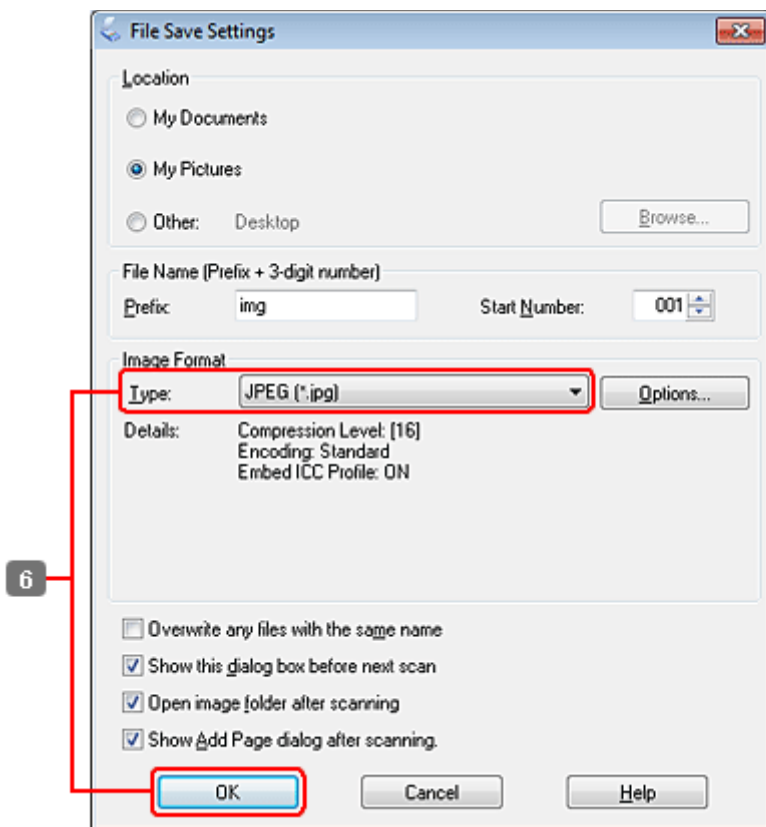 File Save Settings
Location
My Documents
My Pictures
Other: Desktop Browse...
File Name (Prefix + 3-digit number)
Prefix: img Start Number: 001
Image Format
Type: JPEG (*.jpg) Options...
Details: Compression Level: [16]
Encoding: Standard
Embed ICC Profile: ON
6
Overwrite any files with the same name
Show this dialog box before next scan
Open image folder after scanning
Show Add Page dialog after scanning.
OK Cancel Help